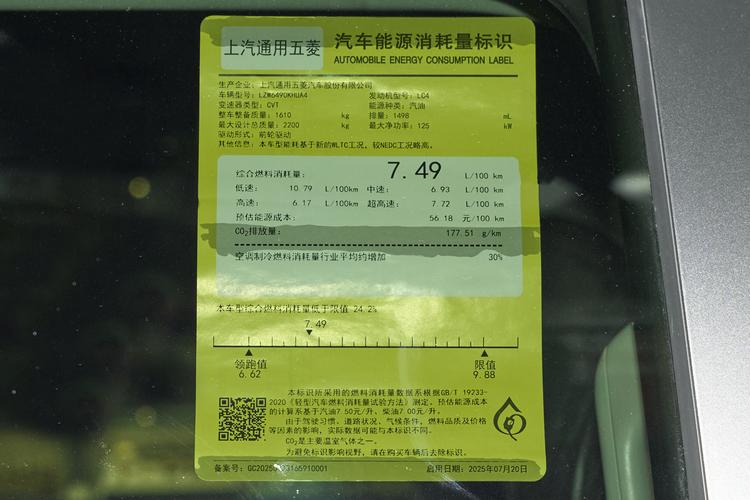 上汽通用五菱
汽车能源消耗量标识
AUTOMOBILE ENERGY CONSUMPTION LABEL
生产企业：上汽通用五菱汽车股份有限公司
车辆型号：LZW6490KHUA4 发动机型号：LC4
变速器类型：CVT 能源种类：汽油
整车整备质量：1610 kg 排量：1498 mL
最大设计总质量：2200 kg 最大净功率：125 kW
驱动形式：前轮驱动
其他信息：本车型能耗基于新的WLTC工况，较NEDC工况略高。
综合燃料消耗量： 7.49 L/100 km
低速： 10.79 L/100km 中速： 6.93 L/100 km
高速： 6.17 L/100km 超高速： 7.72 L/100 km
预估能源成本： 56.18 元/100 km
CO₂排放量： 177.51 g/km
空调制冷燃料消耗量行业平均约增加 30%
本车型综合燃料消耗量低于限值 24.2%
7.49
领跑值 限值
6.62 9.88
本标识所采用的燃料消耗量数据系根据GB/T 19233-
2020《轻型汽车燃料消耗量试验方法》测定。预估能源成本
的计算系基于汽油7.50元/升、柴油7.00元/升。
由于驾驶习惯、道路状况、气候条件、燃料品质及价格
等因素的影响，实际数据可能与本标识不同。
CO₂是主要温室气体之一。
为避免标识影响视野，请在购买车辆后去除标识。
备案号： 启用日期：2025年07月20日